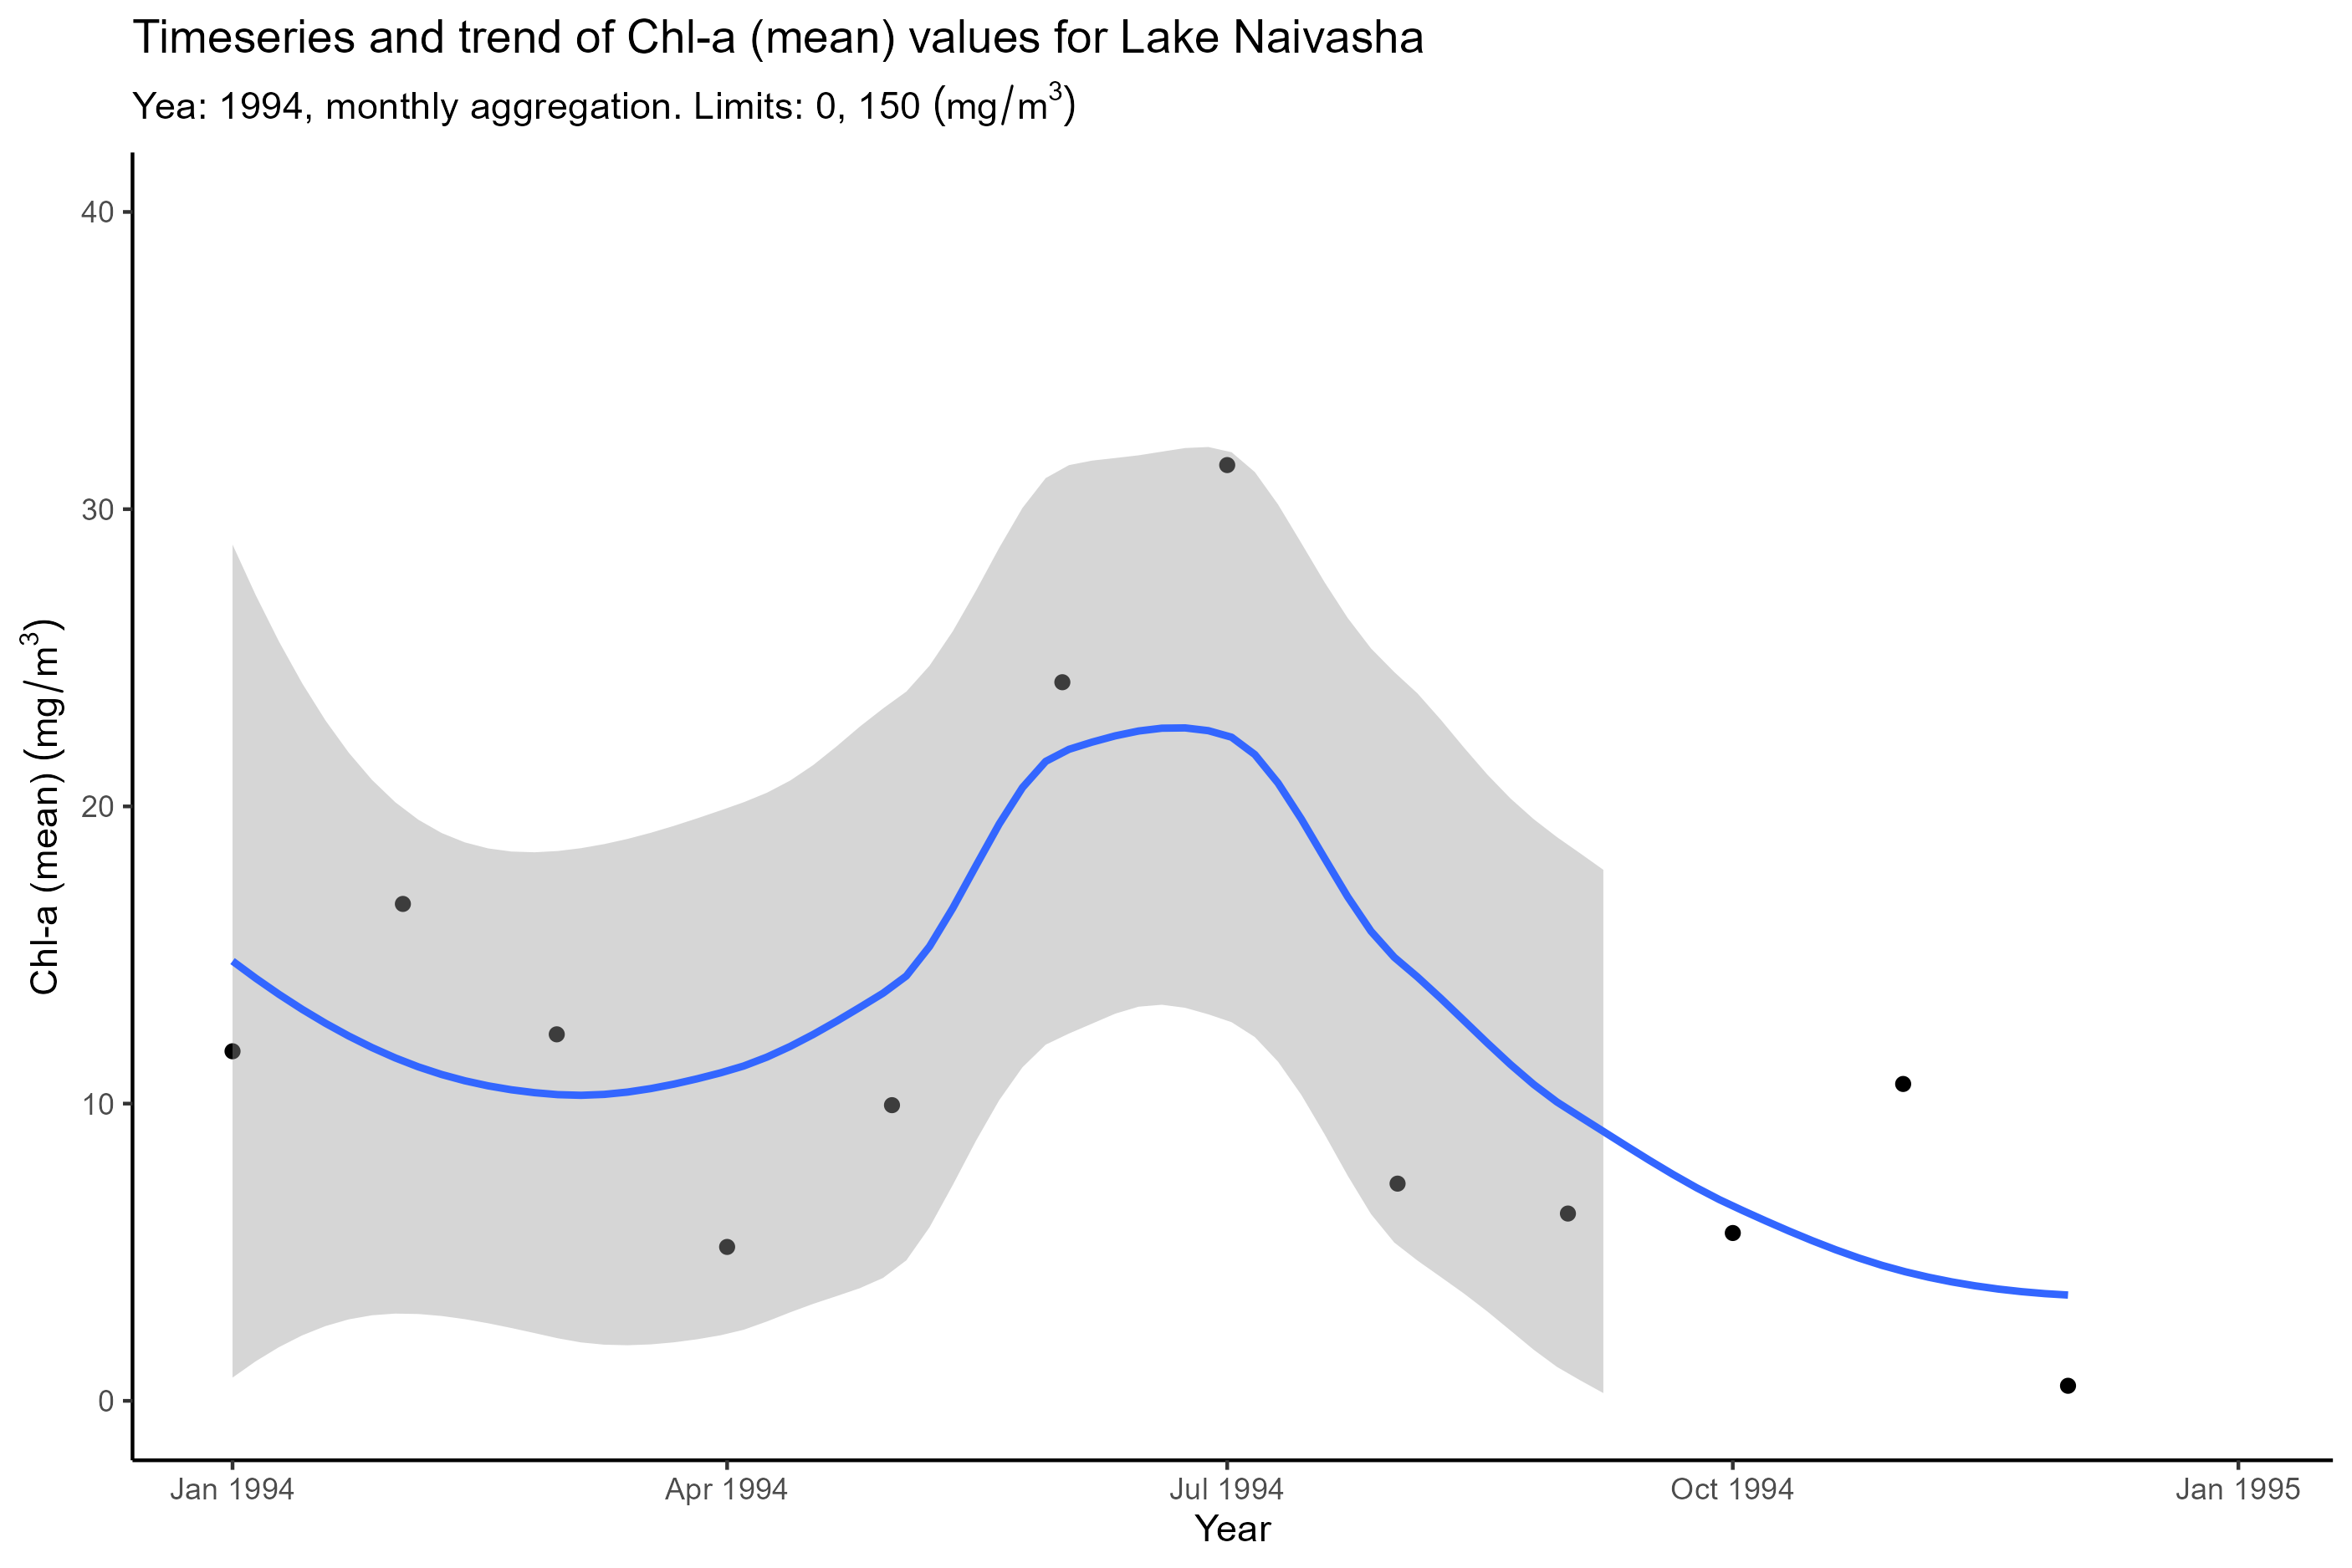 Timeseries and trend of Chl-a (mean) values for Lake Naivasha
Yea: 1994, monthly aggregation. Limits: 0, 150 (mg/m³)
40
30
20
10
0
Chl-a (mean) (mg/m³)
Jan 1994
Apr 1994
Jul 1994
Oct 1994
Jan 1995
Year